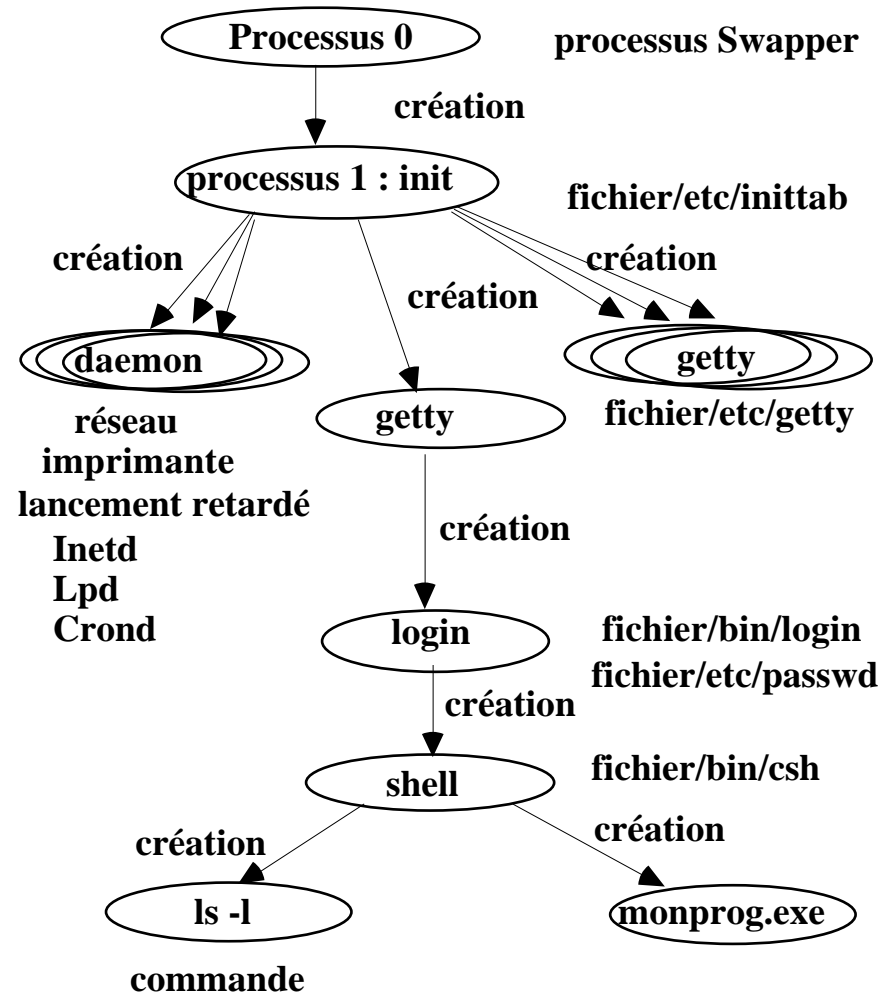 Processus 0
processus Swapper
création
processus 1 : init
fichier/etc/inittab
création
création
création
daemon
getty
getty
fichier/etc/getty
réseau
imprimante
lancement retardé
Inetd
Lpd
Crond
création
login
fichier/bin/login
fichier/etc/passwd
création
shell
fichier/bin/csh
création
création
ls -l
monprog.exe
commande